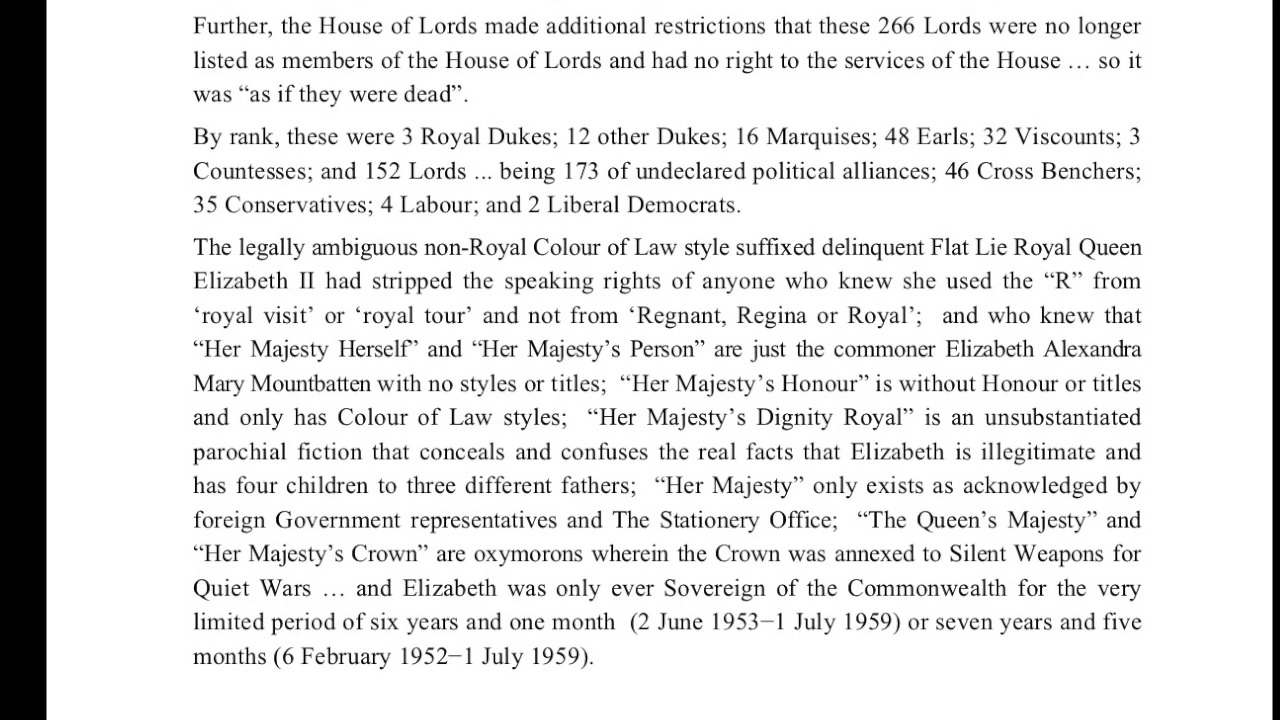 Further, the House of Lords made additional restrictions that these 266 Lords were no longer
listed as members of the House of Lords and had no right to the services of the House … so it
was “as if they were dead”.
By rank, these were 3 Royal Dukes; 12 other Dukes; 16 Marquises; 48 Earls; 32 Viscounts; 3
Countesses; and 152 Lords ... being 173 of undeclared political alliances; 46 Cross Benchers;
35 Conservatives; 4 Labour; and 2 Liberal Democrats.
The legally ambiguous non-Royal Colour of Law style suffixed delinquent Flat Lie Royal Queen
Elizabeth II had stripped the speaking rights of anyone who knew she used the “R” from
‘royal visit’ or ‘royal tour’ and not from ‘Regnant, Regina or Royal’; and who knew that
“Her Majesty Herself” and “Her Majesty’s Person” are just the commoner Elizabeth Alexandra
Mary Mountbatten with no styles or titles; “Her Majesty’s Honour” is without Honour or titles
and only has Colour of Law styles; “Her Majesty’s Dignity Royal” is an unsubstantiated
parochial fiction that conceals and confuses the real facts that Elizabeth is illegitimate and
has four children to three different fathers; “Her Majesty” only exists as acknowledged by
foreign Government representatives and The Stationery Office; “The Queen’s Majesty” and
“Her Majesty’s Crown” are oxymorons wherein the Crown was annexed to Silent Weapons for
Quiet Wars … and Elizabeth was only ever Sovereign of the Commonwealth for the very
limited period of six years and one month (2 June 1953–1 July 1959) or seven years and five
months (6 February 1952–1 July 1959).